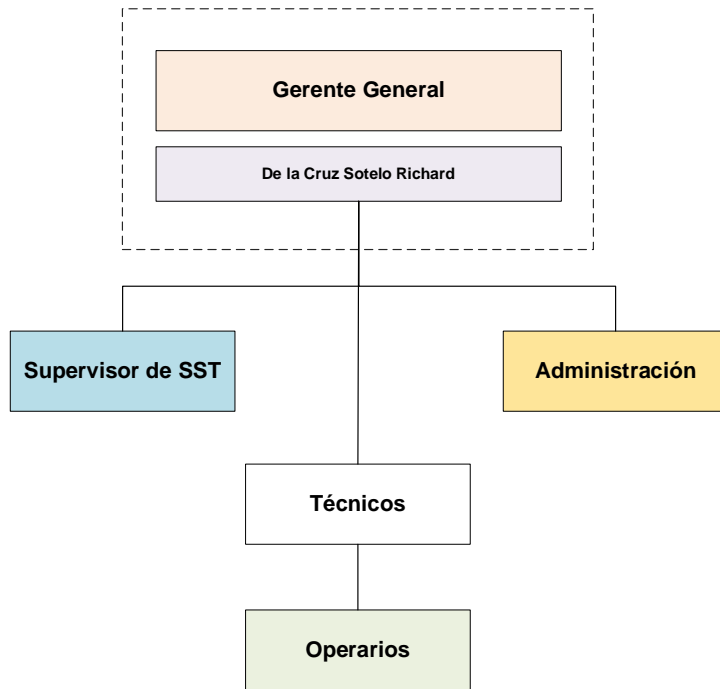 Gerente General
De la Cruz Sotelo Richard
Supervisor de SST
Administración
Técnicos
Operarios